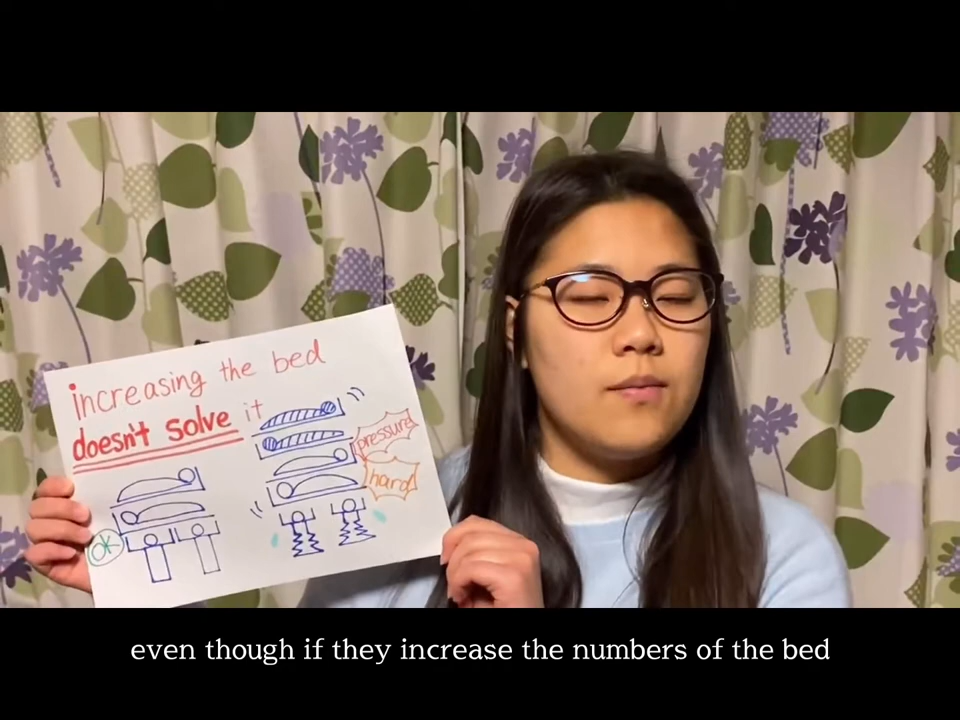 increasing the bed
doesn't solve it
pressure
hard
OK
even though if they increase the numbers of the bed